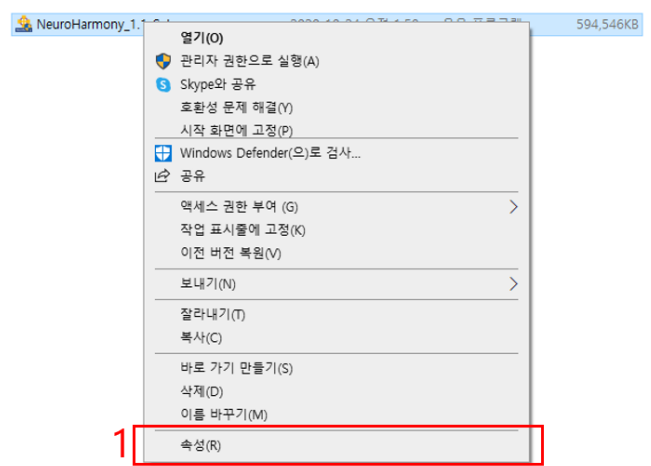 NeuroHarmony_1.1 594,546KB
열기(O)
관리자 권한으로 실행(A)
Skype와 공유
호환성 문제 해결(Y)
시작 화면에 고정(P)
Windows Defender(으)로 검사...
공유
액세스 권한 부여 (G)
작업 표시줄에 고정(K)
이전 버전 복원(V)
보내기(N)
잘라내기(T)
복사(C)
바로 가기 만들기(S)
삭제(D)
이름 바꾸기(M)
1 속성(R)